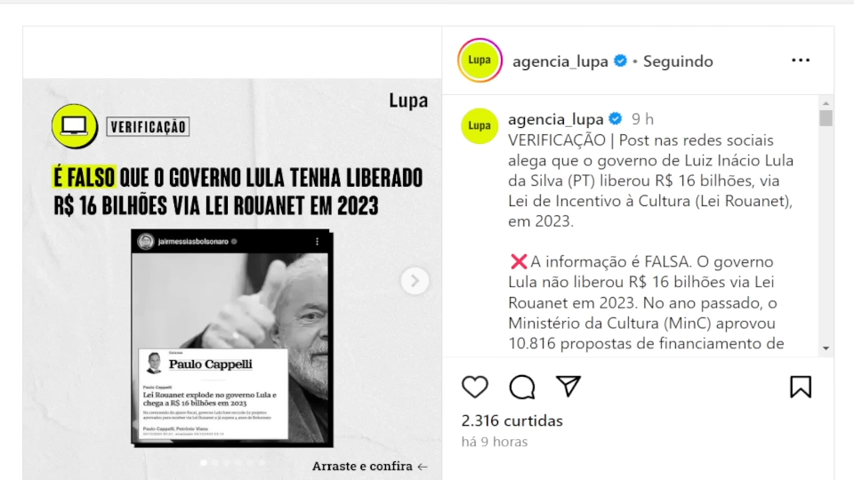 Lupa
VERIFICAÇÃO
É FALSO QUE O GOVERNO LULA TENHA LIBERADO
R$ 16 BILHÕES VIA LEI ROUANET EM 2023
jairmessiasbolsonaro
Paulo Cappelli
Paulo Cappelli
Lei Rouanet explode no governo Lula e
chega a R$ 16 bilhões em 2023
Paulo Cappelli, Petrônio Viana
Arraste e confira ←
Lupa
agencia_lupa • Seguindo
Lupa
agencia_lupa 9 h
VERIFICAÇÃO | Post nas redes sociais
alega que o governo de Luiz Inácio Lula
da Silva (PT) liberou R$ 16 bilhões, via
Lei de Incentivo à Cultura (Lei Rouanet),
em 2023.
❌A informação é FALSA. O governo
Lula não liberou R$ 16 bilhões via Lei
Rouanet em 2023. No ano passado, o
Ministério da Cultura (MinC) aprovou
10.816 propostas de financiamento de
2.316 curtidas
há 9 horas